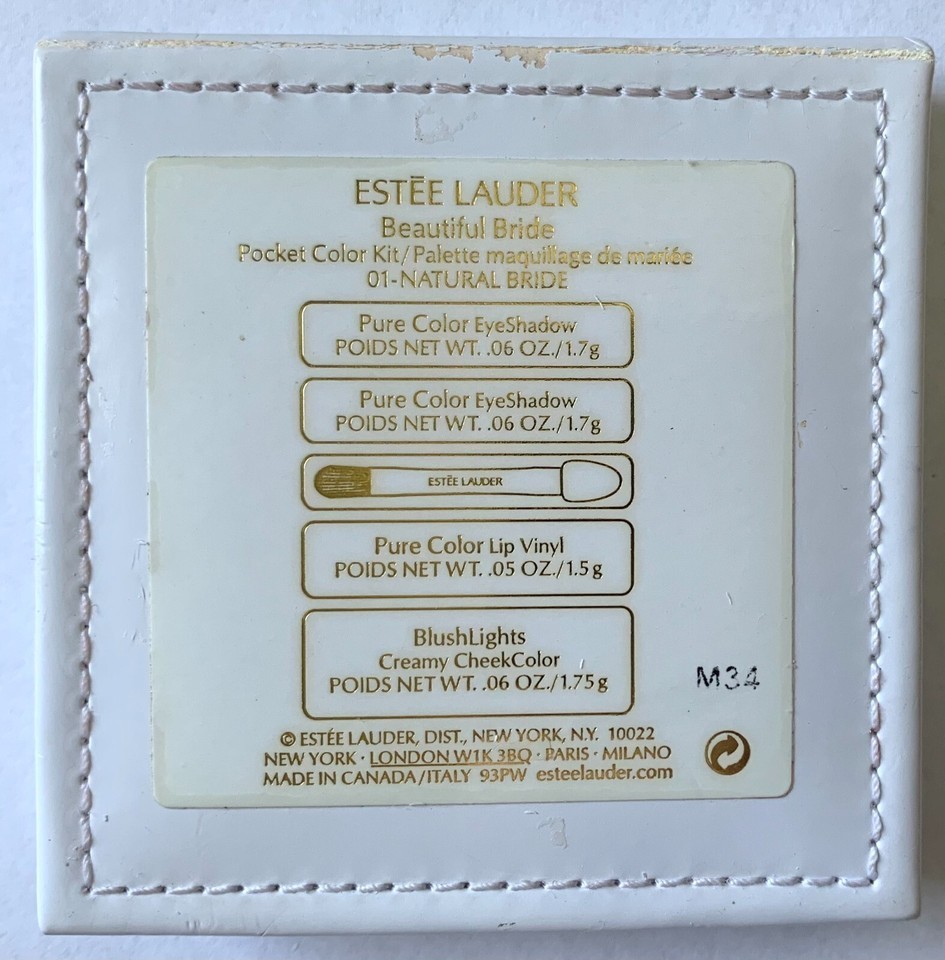 ESTĒE LAUDER
Beautiful Bride
Pocket Color Kit/Palette maquillage de mariée
01-NATURAL BRIDE
Pure Color EyeShadow
POIDS NET WT. .06 OZ./1.7g
Pure Color EyeShadow
POIDS NET WT. .06 OZ./1.7g
ESTĒE LAUDER
Pure Color Lip Vinyl
POIDS NET WT. .05 OZ./1.5g
BlushLights
Creamy CheekColor
POIDS NET WT. .06 OZ./1.75g
M34
© ESTĒE LAUDER, DIST., NEW YORK, N.Y. 10022
NEW YORK · LONDON W1K 3BQ · PARIS · MILANO
MADE IN CANADA/ITALY 93PW esteelauder.com